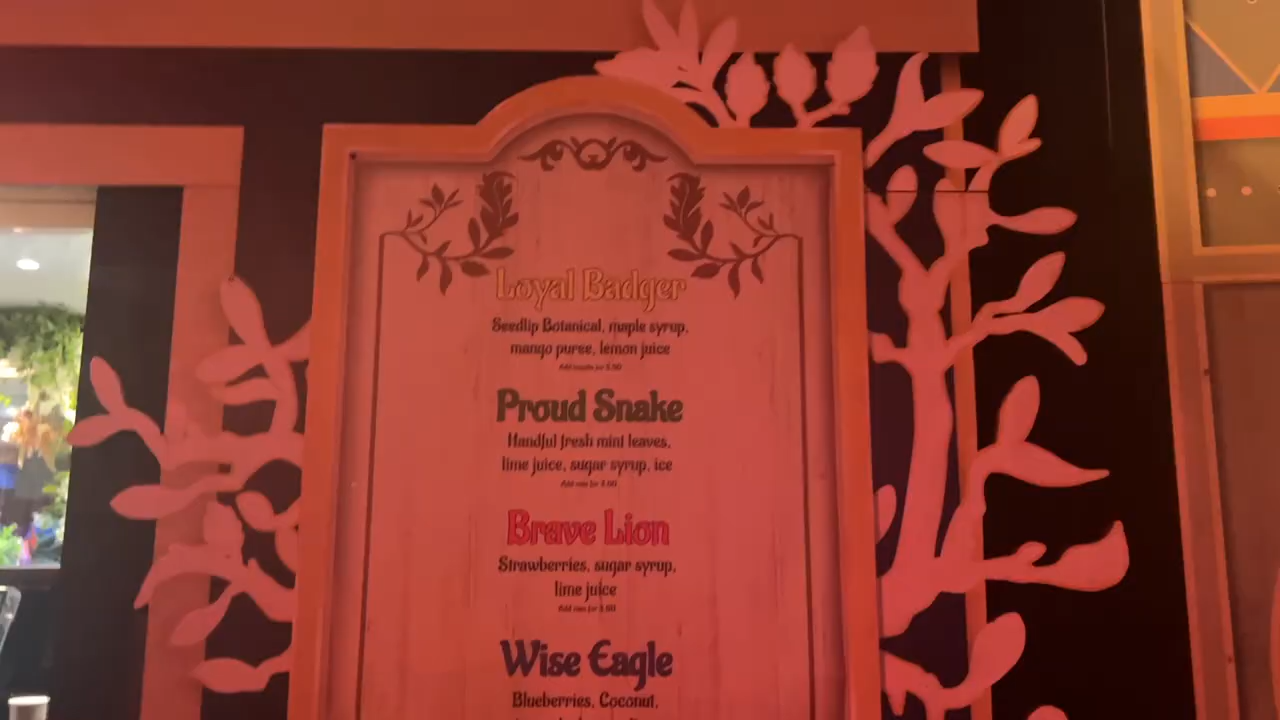 Loyal Badger
Seedlip Botanical, maple syrup,
mango puree, lemon juice
Proud Snake
Handful fresh mint leaves,
lime juice, sugar syrup, ice
Brave Lion
Strawberries, sugar syrup,
lime juice
Wise Eagle
Blueberries, Coconut,